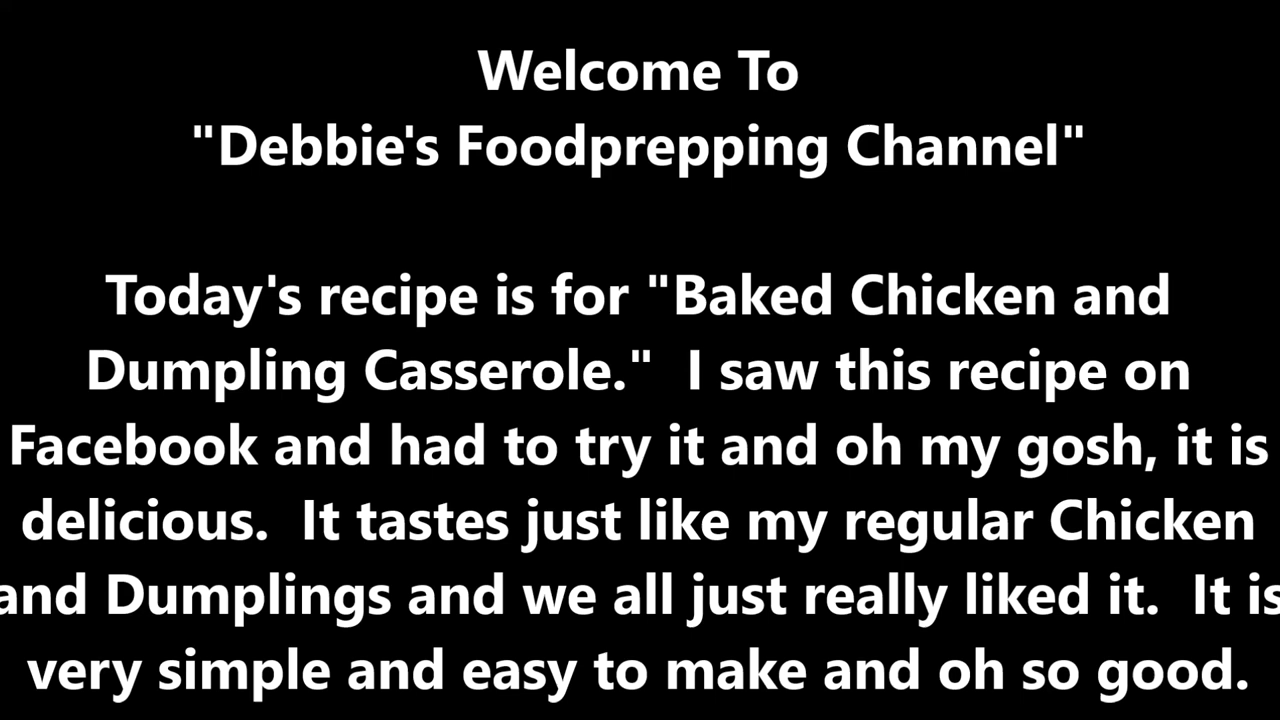 Welcome To
"Debbie's Foodprepping Channel"
Today's recipe is for "Baked Chicken and
Dumpling Casserole."  I saw this recipe on
Facebook and had to try it and oh my gosh, it is
delicious.  It tastes just like my regular Chicken
and Dumplings and we all just really liked it.  It is
very simple and easy to make and oh so good.